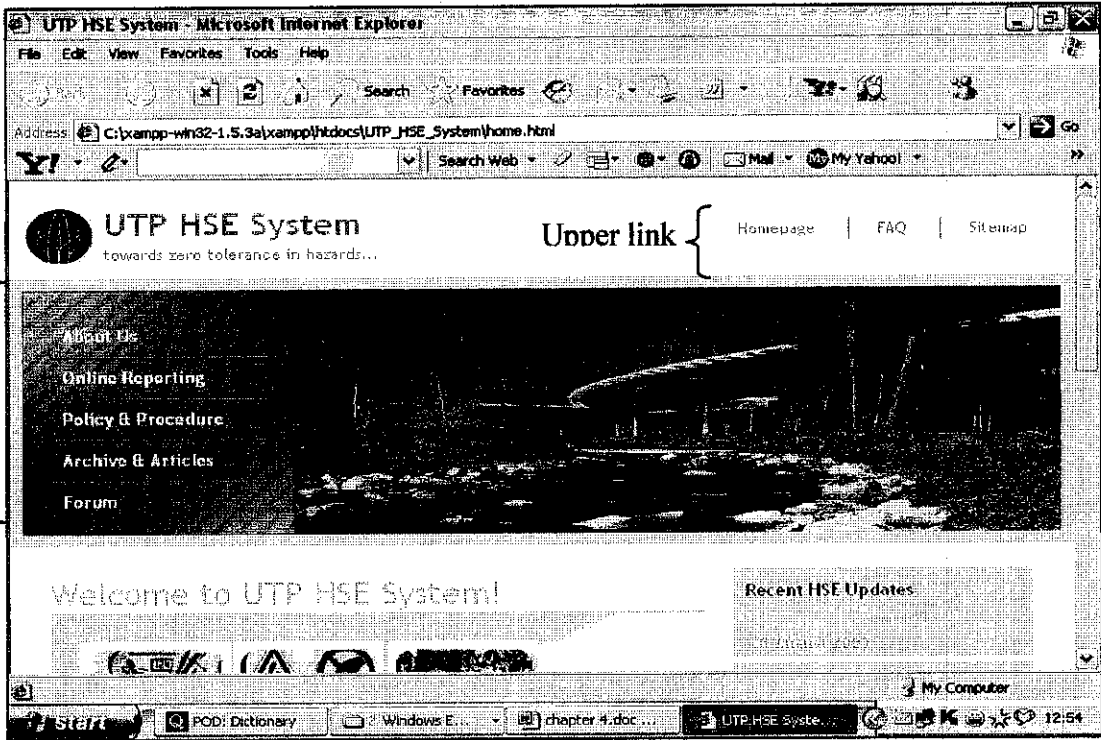 UTP HSE System - Microsoft Internet Explorer
File Edit View Favorites Tools Help
Search Favorites
Address C:\xampp-win32-1.5.3a\xampp\htdocs\UTP_HSE_System\home.html Go
Y! Search Web Mail My Yahoo!
UTP HSE System
towards zero tolerance in hazards...
Upper link
Homepage | FAQ | Sitemap
About Us
Online Reporting
Policy & Procedure
Archive & Articles
Forum
Welcome to UTP HSE System!
Recent HSE Updates
My Computer
start POD: Dictionary Windows E... chapter 4.doc ... UTP HSE Syste... 12:54